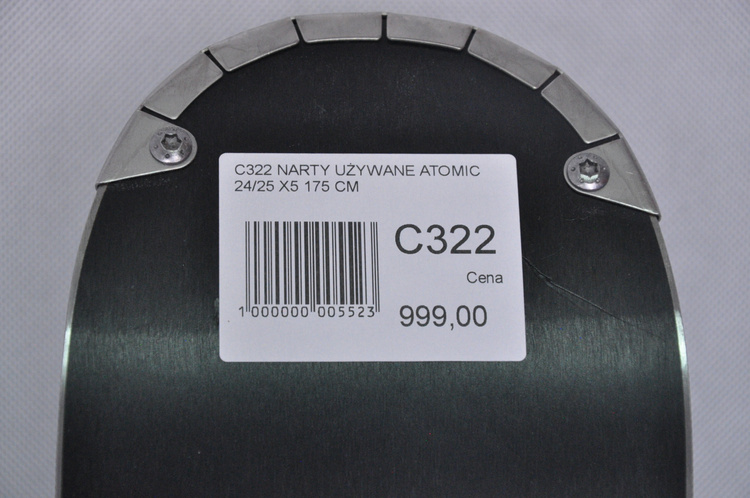 C322 NARTY UŻYWANE ATOMIC
24/25 X5 175 CM
C322
Cena
1 000000 005523
999,00